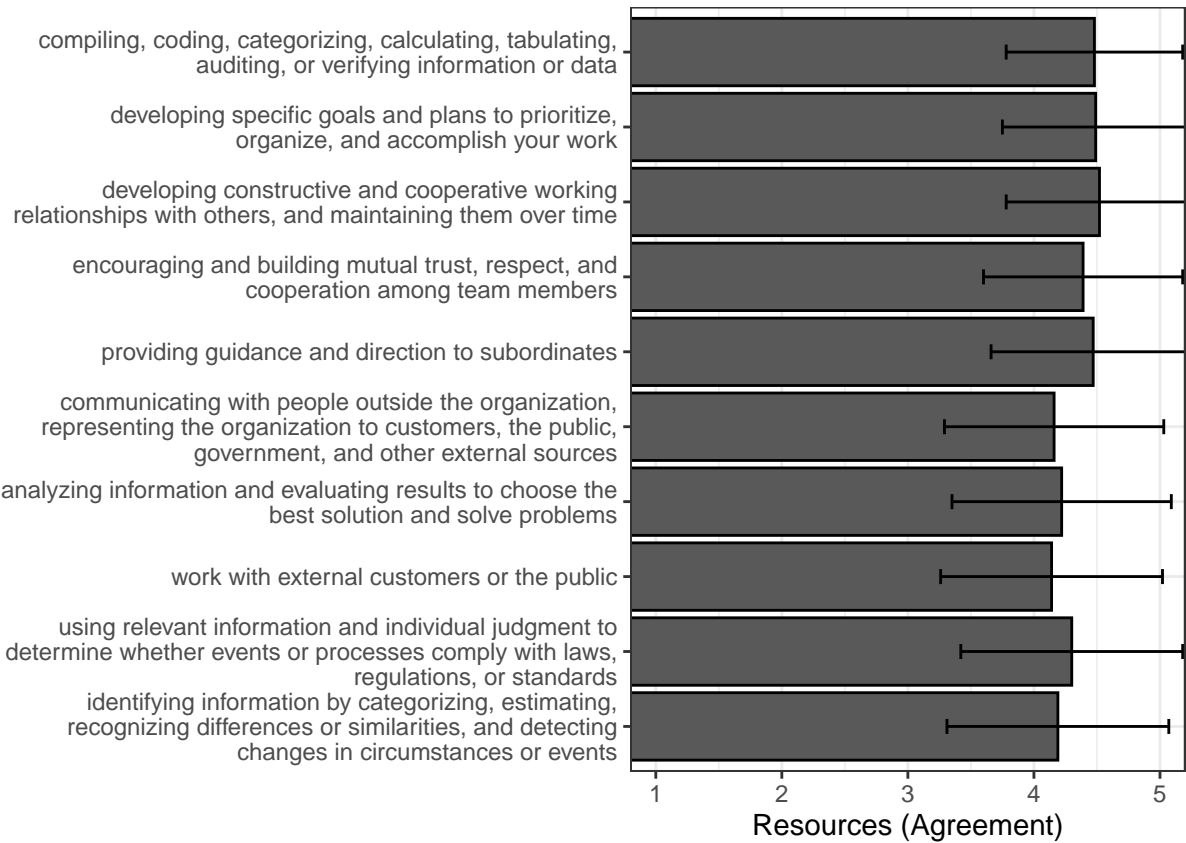 compiling, coding, categorizing, calculating, tabulating,
auditing, or verifying information or data
developing specific goals and plans to prioritize,
organize, and accomplish your work
developing constructive and cooperative working
relationships with others, and maintaining them over time
encouraging and building mutual trust, respect, and
cooperation among team members
providing guidance and direction to subordinates
communicating with people outside the organization,
representing the organization to customers, the public,
government, and other external sources
analyzing information and evaluating results to choose the
best solution and solve problems
work with external customers or the public
using relevant information and individual judgment to
determine whether events or processes comply with laws,
regulations, or standards
identifying information by categorizing, estimating,
recognizing differences or similarities, and detecting
changes in circumstances or events
1 2 3 4 5
Resources (Agreement)